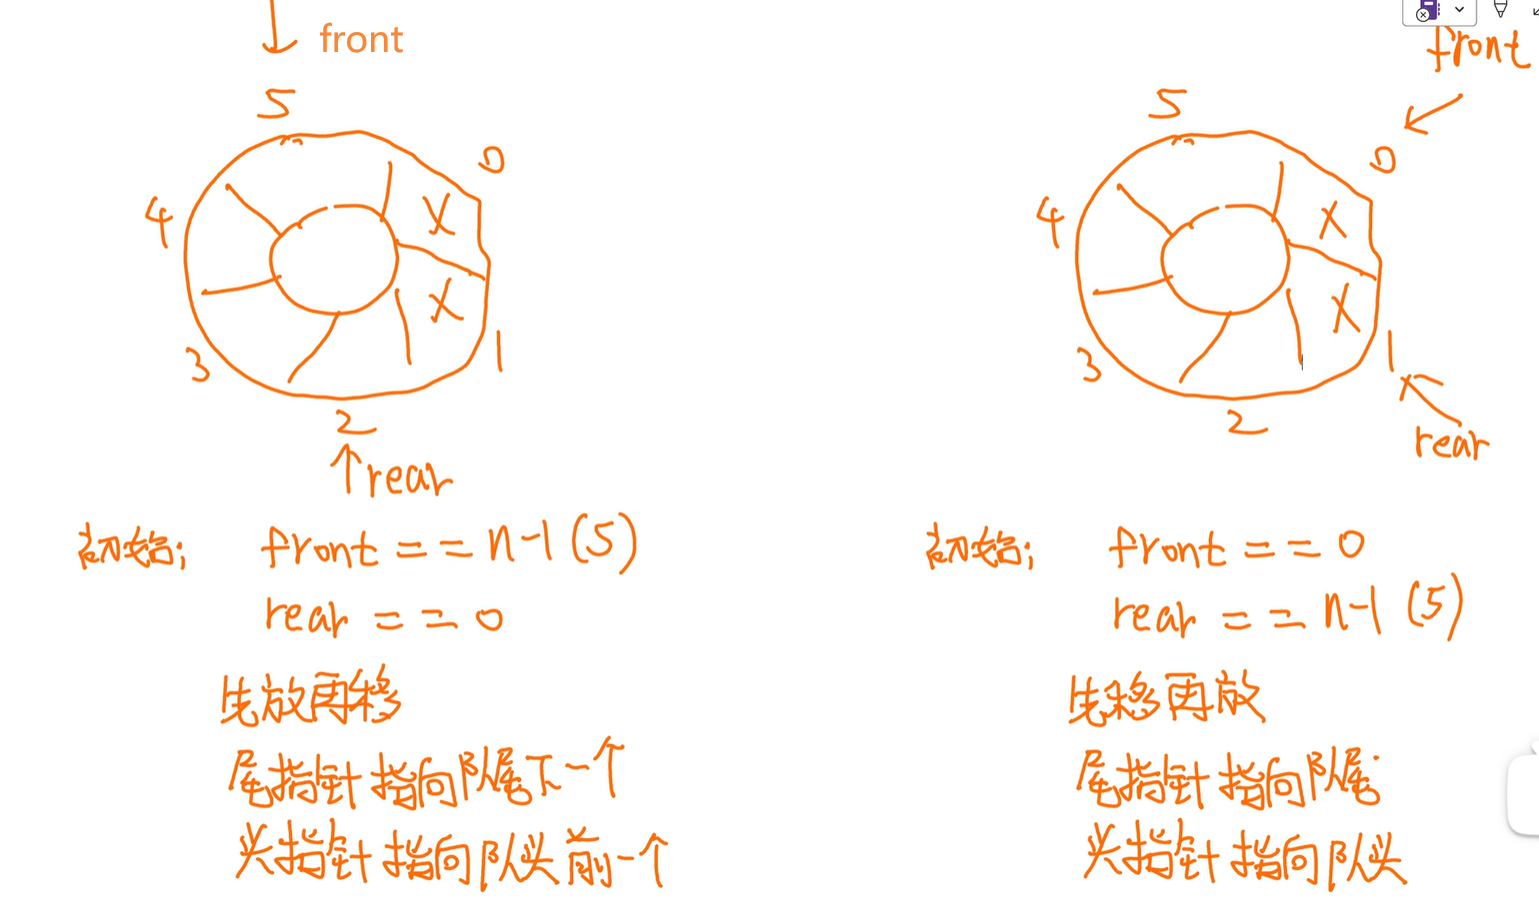 front
front
5
0
4
3
1
2
rear
5
0
4
3
1
2
rear
初始; front == n-1 (5)
rear == 0
先放再移
尾指针指向队尾下一个
头指针指向队头前一个
初始; front == 0
rear == n-1 (5)
先移再放
尾指针指向队尾
头指针指向队头